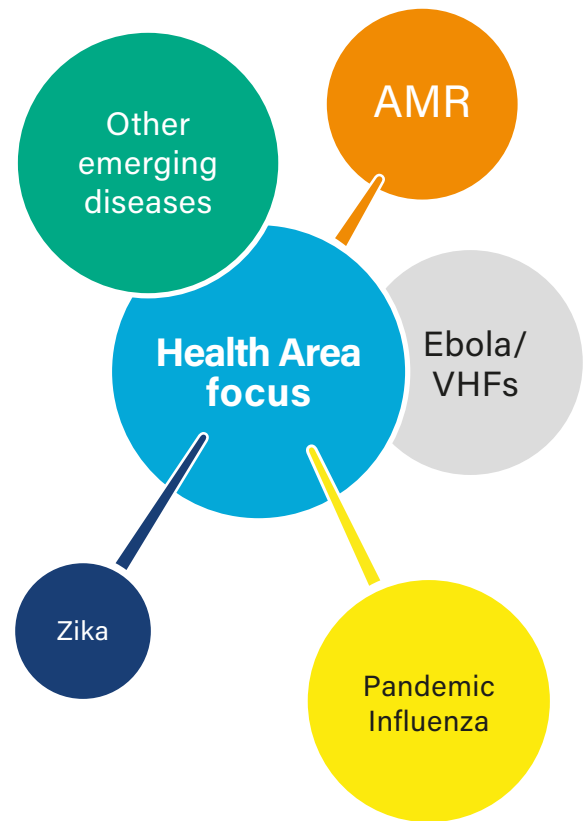 Other
emerging
diseases
AMR
Health Area
focus
Ebola/
VHFs
Zika
Pandemic
Influenza